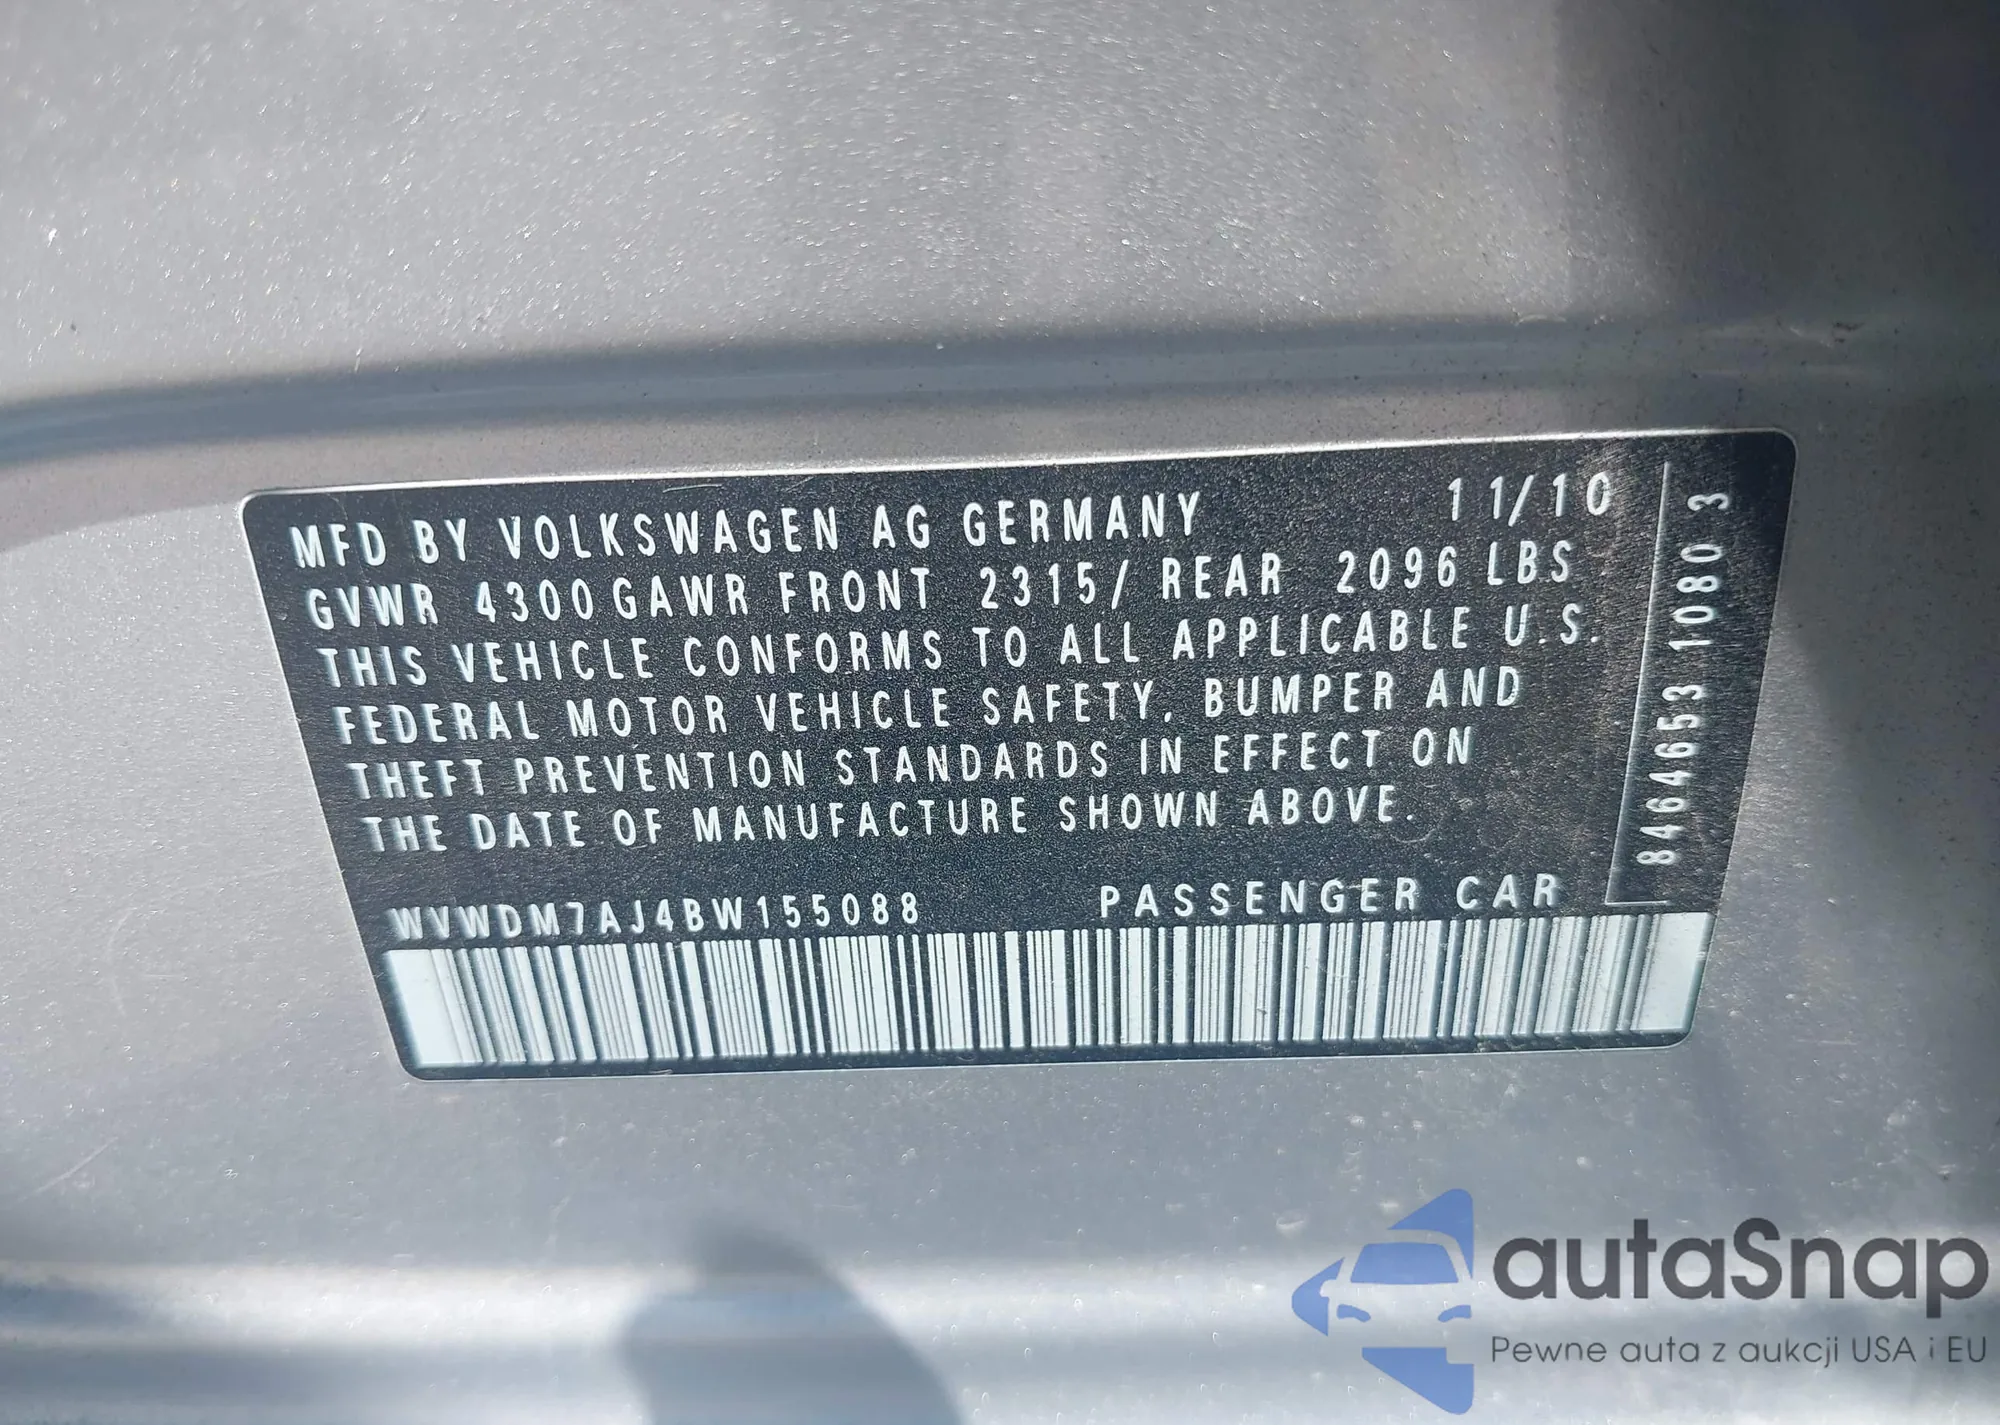 MFD BY VOLKSWAGEN AG GERMANY 11/10
GVWR 4300 GAWR FRONT 2315/ REAR 2096 LBS
THIS VEHICLE CONFORMS TO ALL APPLICABLE U.S.
FEDERAL MOTOR VEHICLE SAFETY, BUMPER AND
THEFT PREVENTION STANDARDS IN EFFECT ON
THE DATE OF MANUFACTURE SHOWN ABOVE.
WVWDM7AJ4BW155088 PASSENGER CAR
8464653 1080 3
autaSnap
Pewne auta z aukcji USA i EU